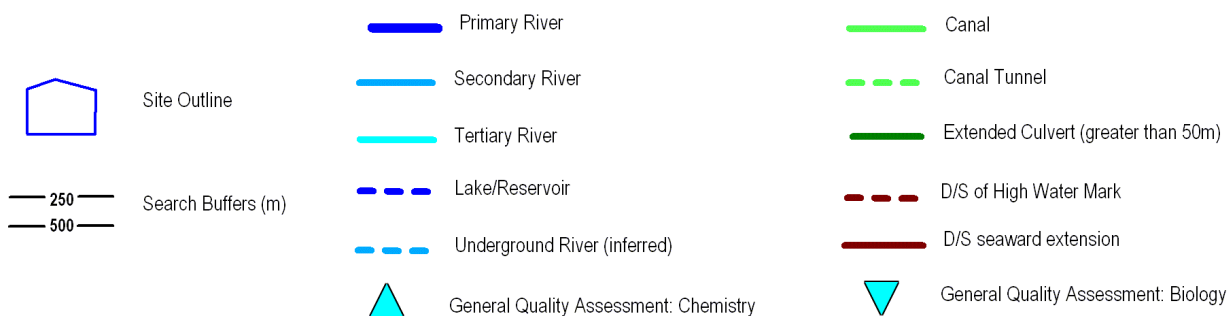 Site Outline
250
500
Search Buffers (m)
Primary River
Secondary River
Tertiary River
Lake/Reservoir
Underground River (inferred)
General Quality Assessment: Chemistry
Canal
Canal Tunnel
Extended Culvert (greater than 50m)
D/S of High Water Mark
D/S seaward extension
General Quality Assessment: Biology